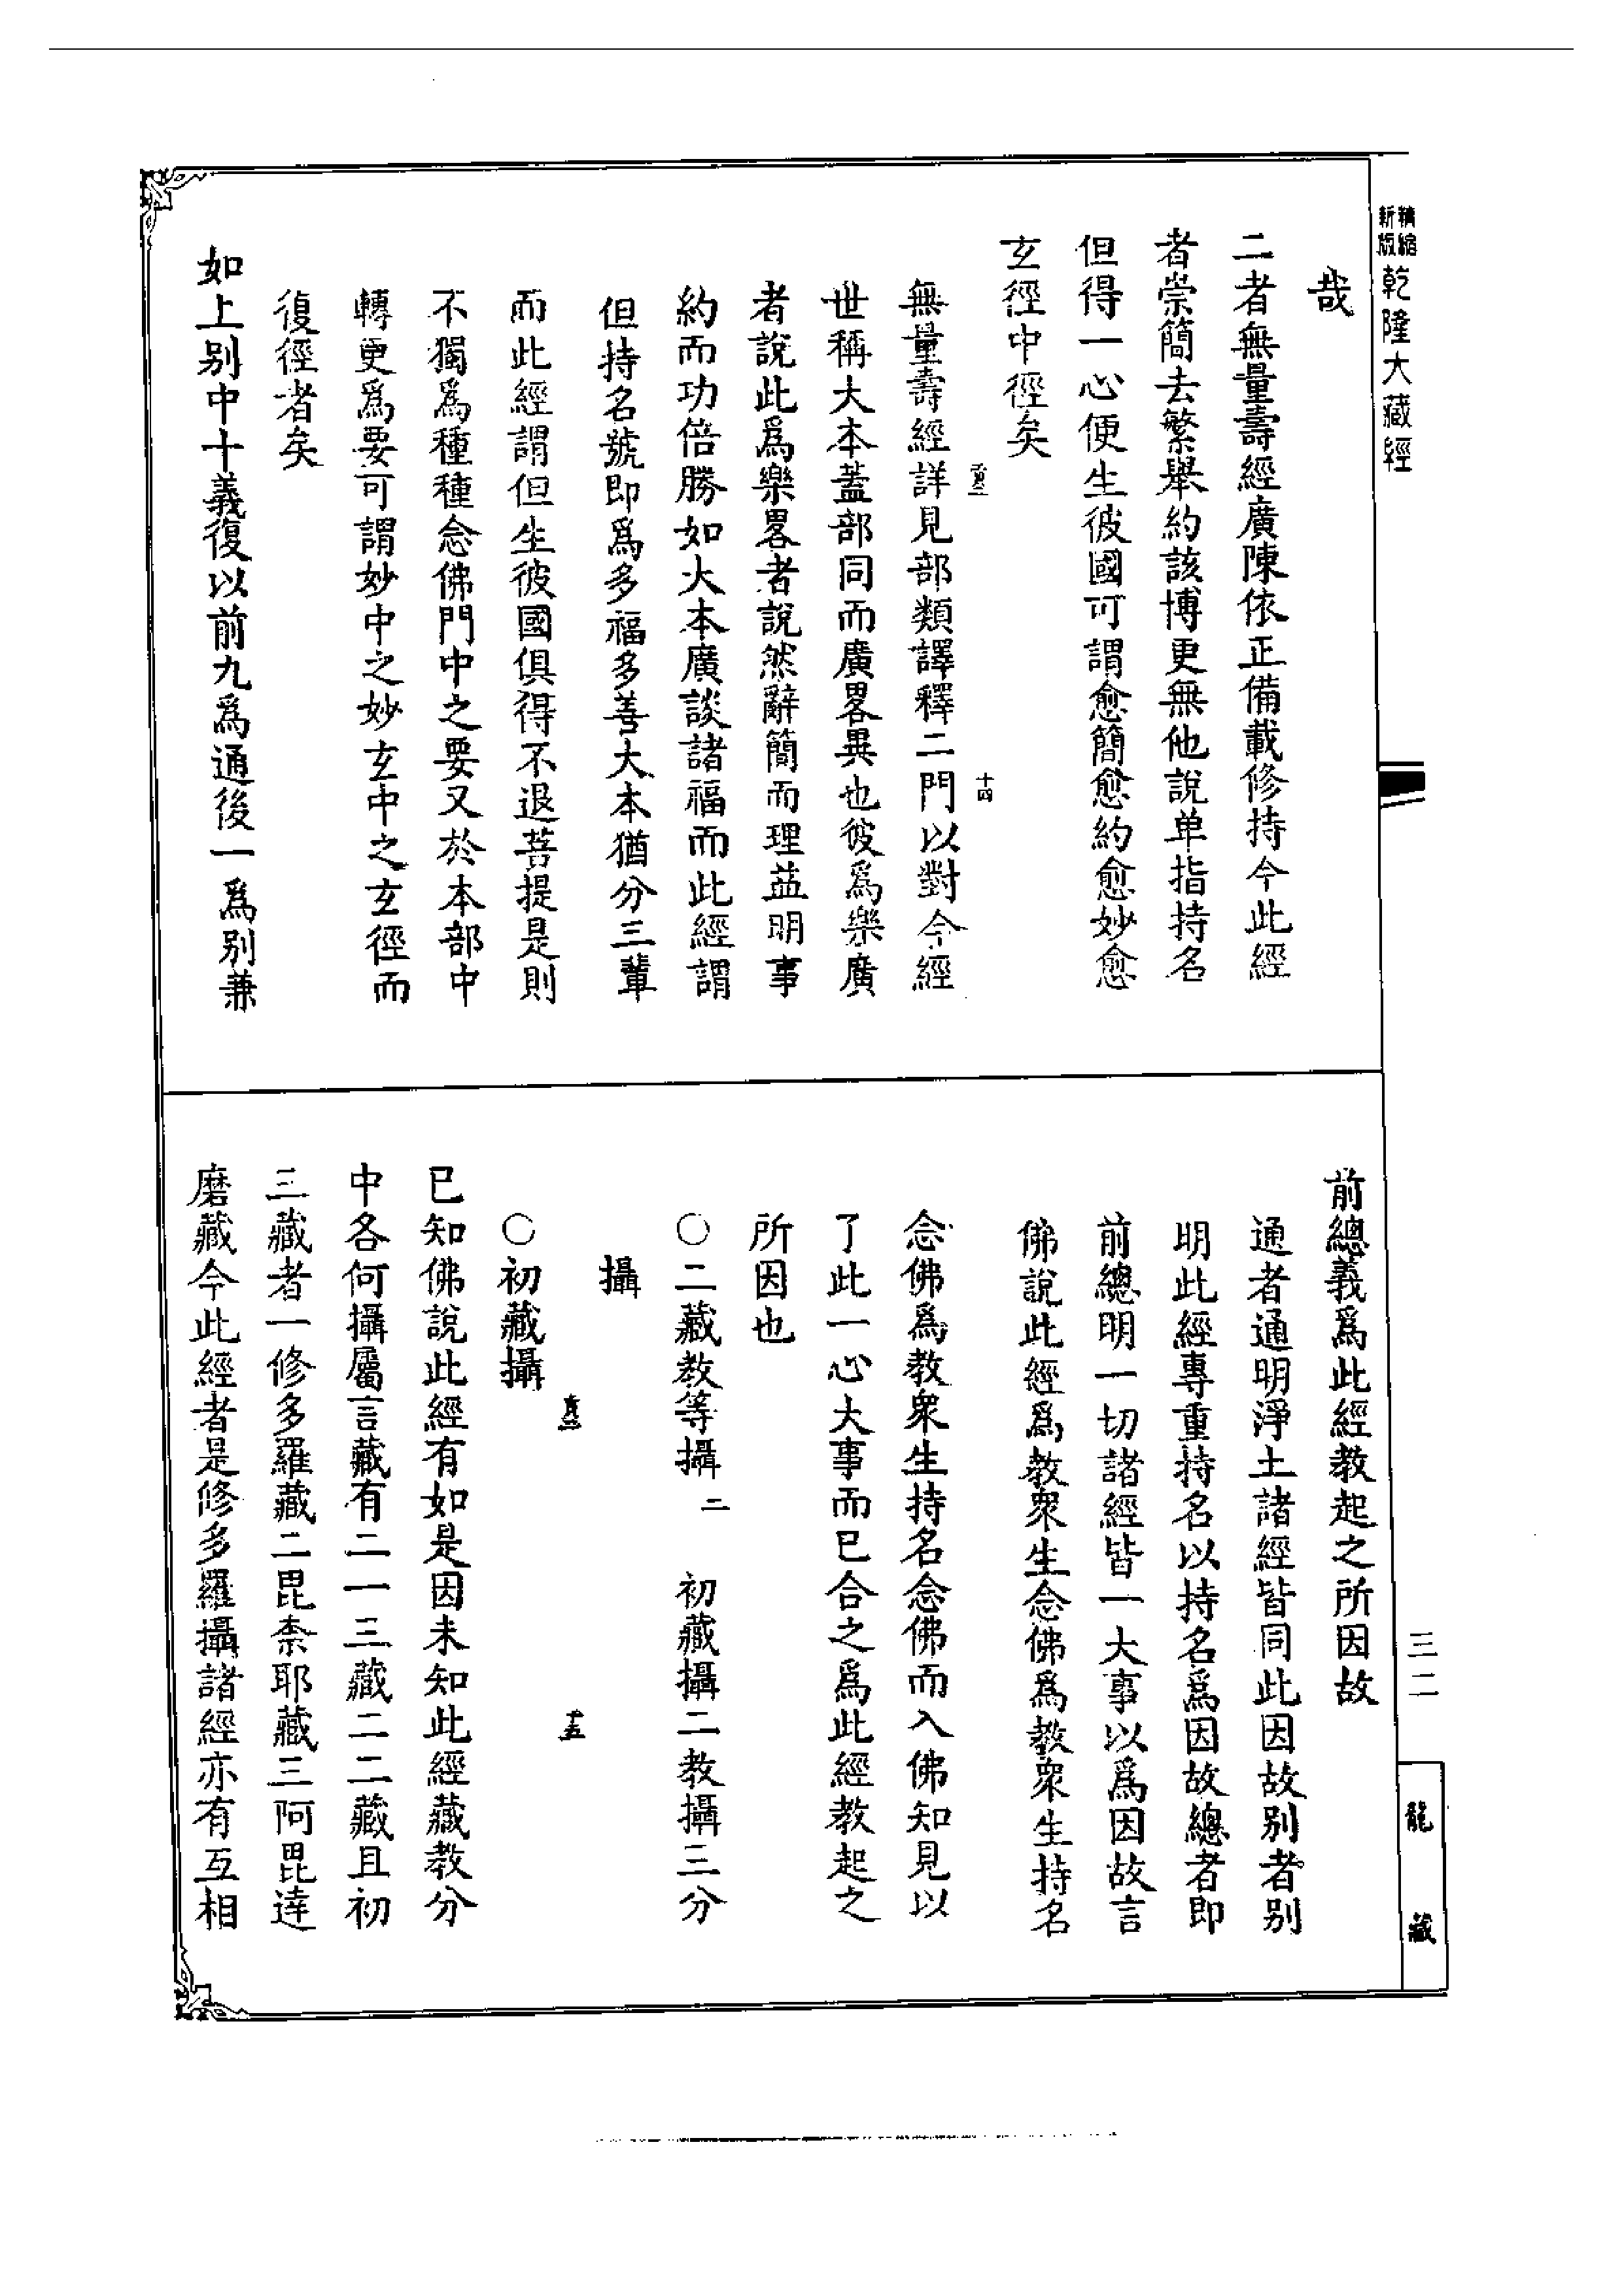 精縮
新版
乾隆大藏經
哉
二者無量壽經廣陳依正備載修持今此經
者崇簡去繁舉約該博更無他說单指持名
但得一心便生彼國可謂愈簡愈約愈妙愈
玄徑中徑矣
十四
無量壽經詳見部類譯釋二門以對今經
世稱大本蓋部同而廣畧異也彼爲樂廣
者說此爲樂畧者說然辭簡而理益明事
約而功倍勝如大本廣談諸福而此經謂
但持名號即爲多福多善大本猶分三輩
而此經謂但生彼國俱得不退菩提是則
不獨爲種種念佛門中之要又於本部中
轉更爲要可謂妙中之妙玄中之玄徑而
復徑者矣
如上别中十義復以前九爲通後一爲别兼
前總義爲此經教起之所因故
通者通明淨土諸經皆同此因故别者别
明此經專重持名以持名爲因故總者即
前總明一切諸經皆一大事以爲因故言
佛說此經爲教衆生念佛爲教衆生持名
念佛爲教衆生持名念佛而入佛知見以
了此一心大事而已合之爲此經教起之
所因也
〇二藏教等攝二 初藏攝二教攝三分
攝
十五
〇初藏攝
已知佛說此經有如是因未知此經藏教分
中各何攝屬言藏有二一三藏二二藏且初
三藏者一修多羅藏二毘柰耶藏三阿毘達
磨藏今此經者是修多羅攝諸經亦有互相
三二
龍藏